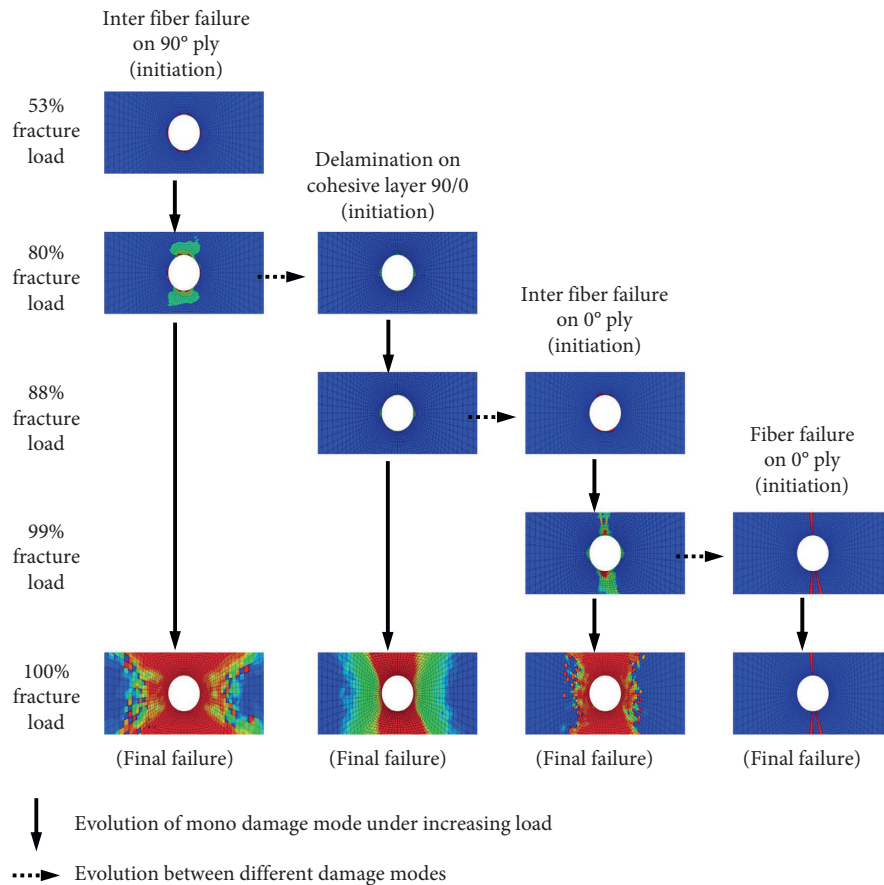 Inter fiber failure
on 90° ply
(initiation)
53%
fracture
load
Delamination on
cohesive layer 90/0
(initiation)
80%
fracture
load
Inter fiber failure
on 0° ply
(initiation)
88%
fracture
load
Fiber failure
on 0° ply
(initiation)
99%
fracture
load
100%
fracture
load
(Final failure)
(Final failure)
(Final failure)
(Final failure)
Evolution of mono damage mode under increasing load
Evolution between different damage modes